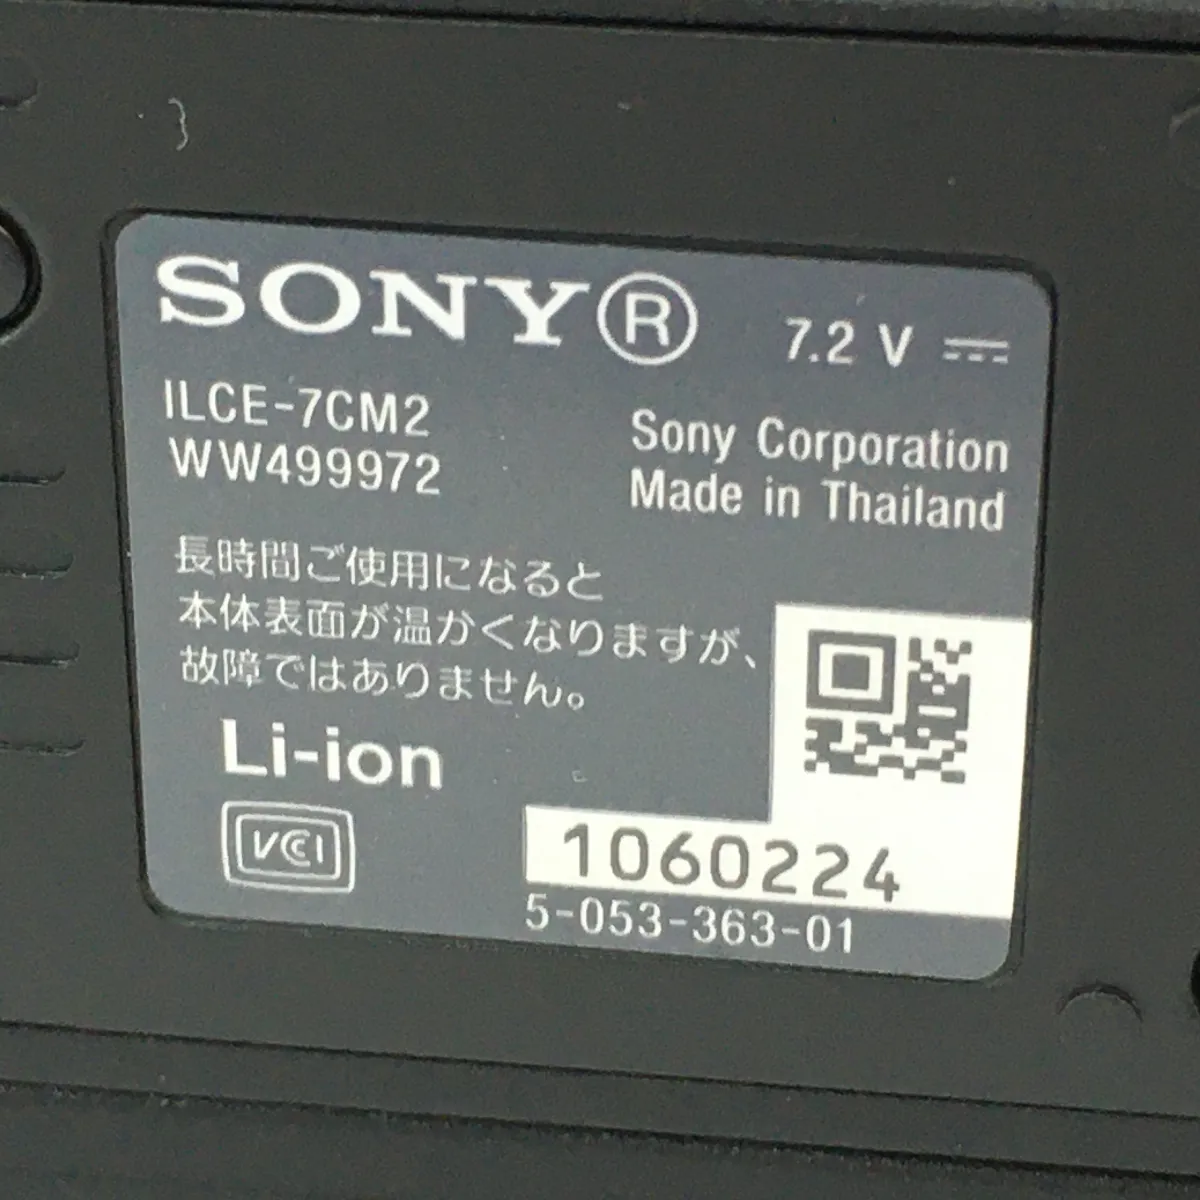 SONY®
7.2 V
ILCE-7CM2
WW499972
Sony Corporation
Made in Thailand
長時間ご使用になると
本体表面が温かくなりますが、
故障ではありません。
Li-ion
VCCI
1060224
5-053-363-01